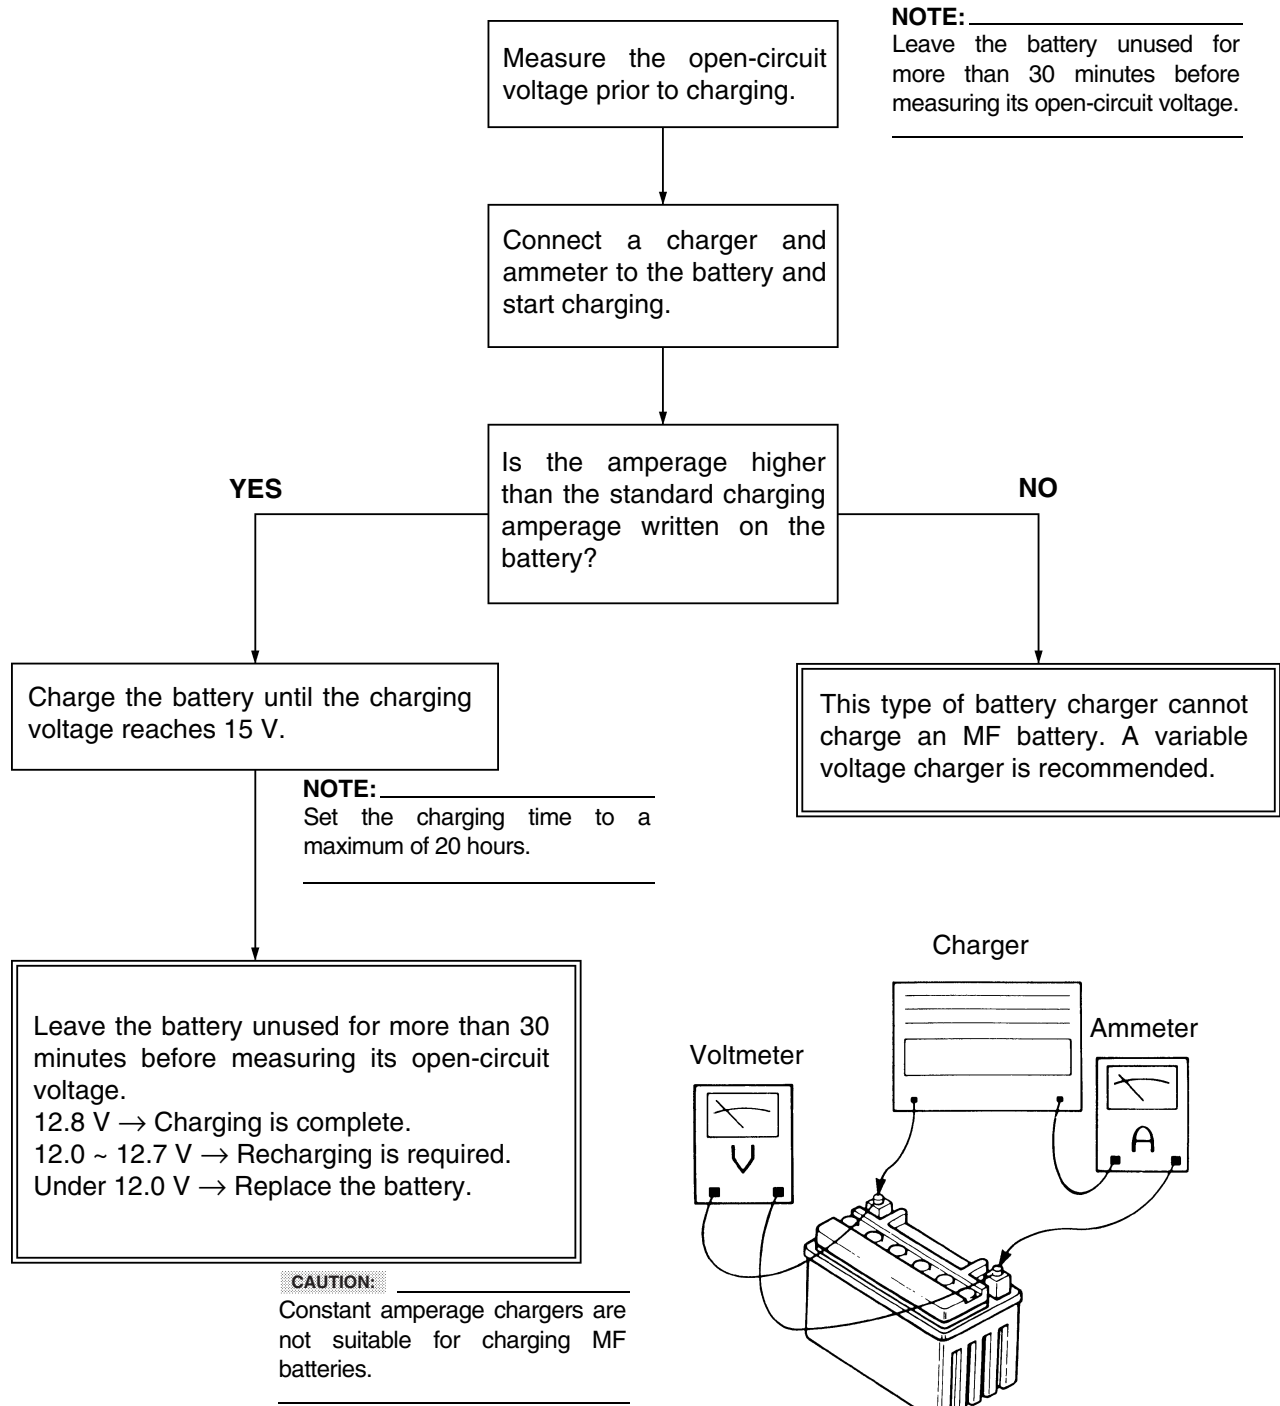 Measure the open-circuit
voltage prior to charging.
NOTE:
Leave the battery unused for
more than 30 minutes before
measuring its open-circuit voltage.
Connect a charger and
ammeter to the battery and
start charging.
Is the amperage higher
than the standard charging
amperage written on the
battery?
YES
NO
Charge the battery until the charging
voltage reaches 15 V.
This type of battery charger cannot
charge an MF battery. A variable
voltage charger is recommended.
NOTE:
Set the charging time to a
maximum of 20 hours.
Leave the battery unused for more than 30
minutes before measuring its open-circuit
voltage.
12.8 V → Charging is complete.
12.0 ~ 12.7 V → Recharging is required.
Under 12.0 V → Replace the battery.
Charger
Ammeter
Voltmeter
V
A
CAUTION:
Constant amperage chargers are
not suitable for charging MF
batteries.